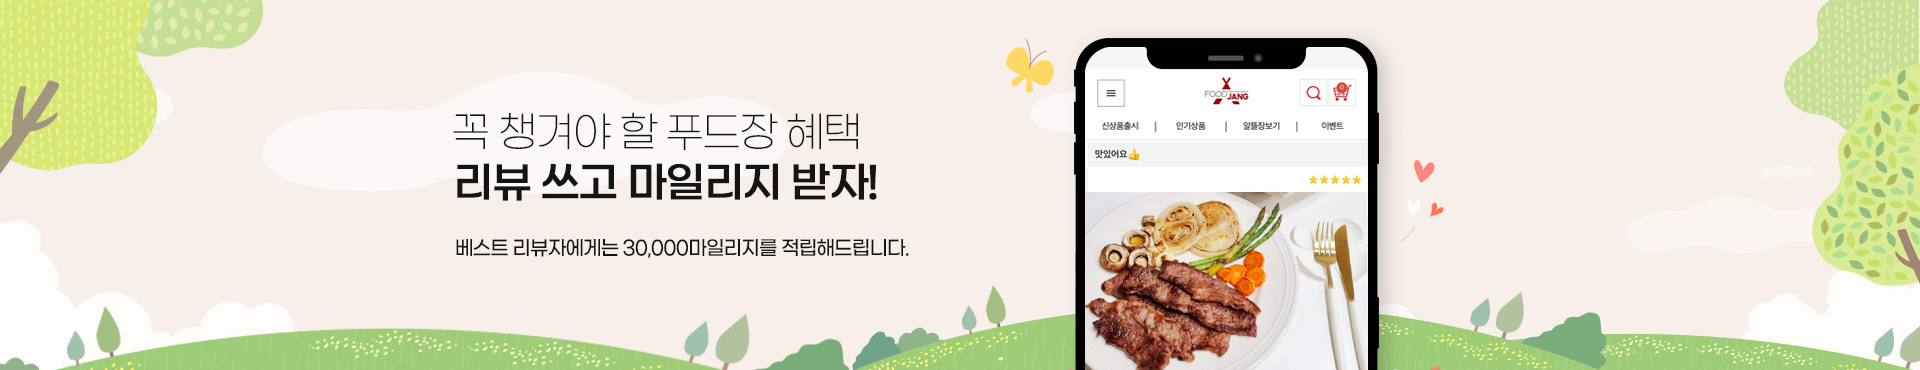 꼭 챙겨야 할 푸드장 혜택
리뷰 쓰고 마일리지 받자!
베스트 리뷰자에게는 30,000마일리지를 적립해드립니다.
FOOD JANG
0
신상품출시 | 인기상품 | 알뜰장보기 | 이벤트
맛있어요👍